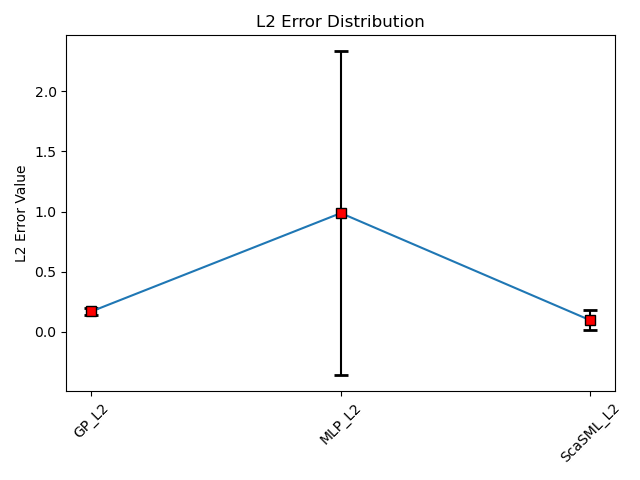 L2 Error Distribution
L2 Error Value
2.0
1.5
1.0
0.5
0.0
GP_L2
MLP_L2
ScaSML_L2